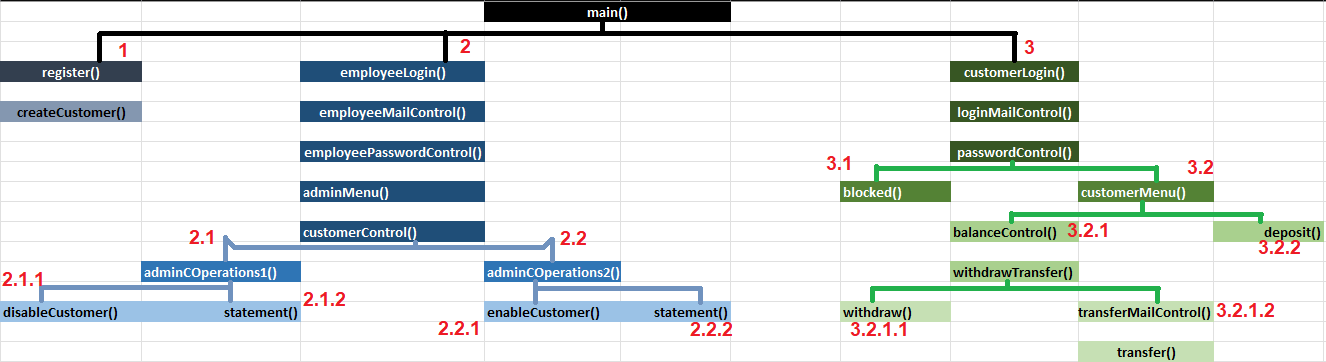 main()
1
2
3
register()
employeeLogin()
customerLogin()
createCustomer()
employeeMailControl()
loginMailControl()
employeePasswordControl()
passwordControl()
3.1
3.2
adminMenu()
blocked()
customerMenu()
customerControl()
balanceControl()
3.2.1
deposit()
2.1
2.2
3.2.2
adminCOperations1()
adminCOperations2()
withdrawTransfer()
2.1.1
disableCustomer()
statement()
2.1.2
enableCustomer()
statement()
withdraw()
transferMailControl()
3.2.1.2
2.2.1
2.2.2
3.2.1.1
transfer()